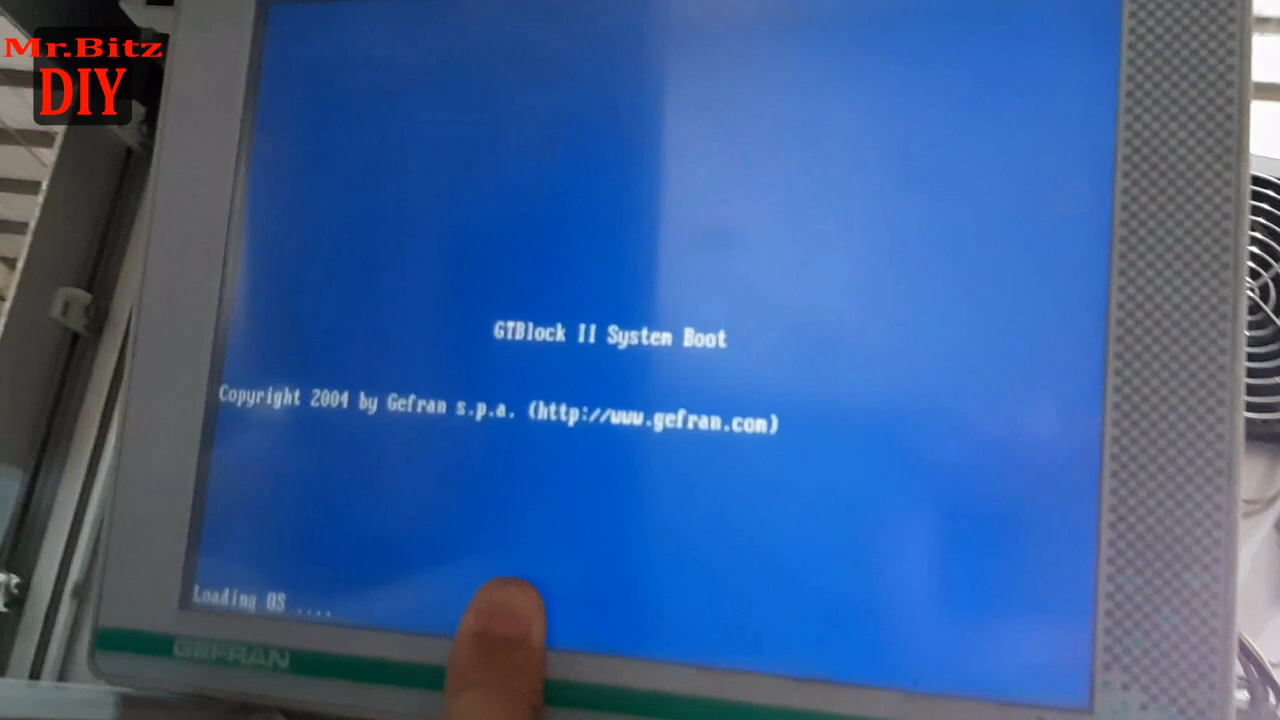 Mr.Bitz
DIY
GTBlock II System Boot
Copyright 2004 by Gefran s.p.a. (http://www.gefran.com)
Loading OS ....
GEFRAN